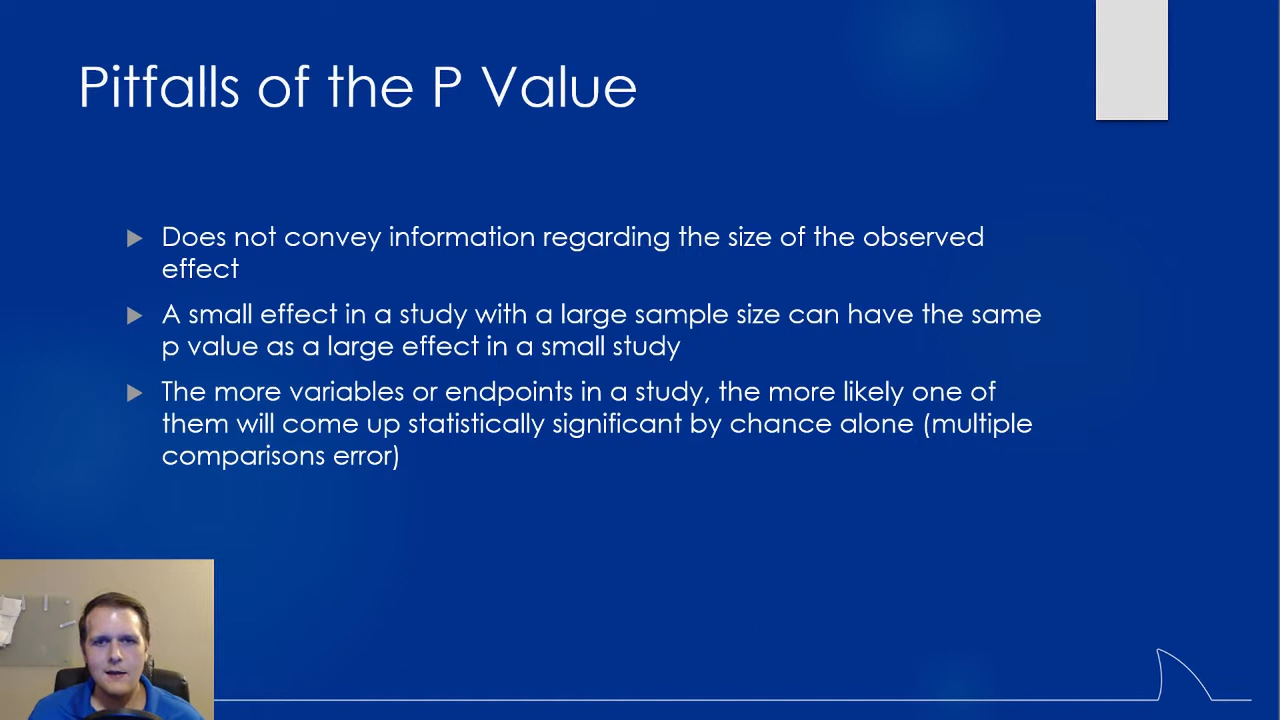 Pitfalls of the P Value
Does not convey information regarding the size of the observed
effect
A small effect in a study with a large sample size can have the same
p value as a large effect in a small study
The more variables or endpoints in a study, the more likely one of
them will come up statistically significant by chance alone (multiple
comparisons error)